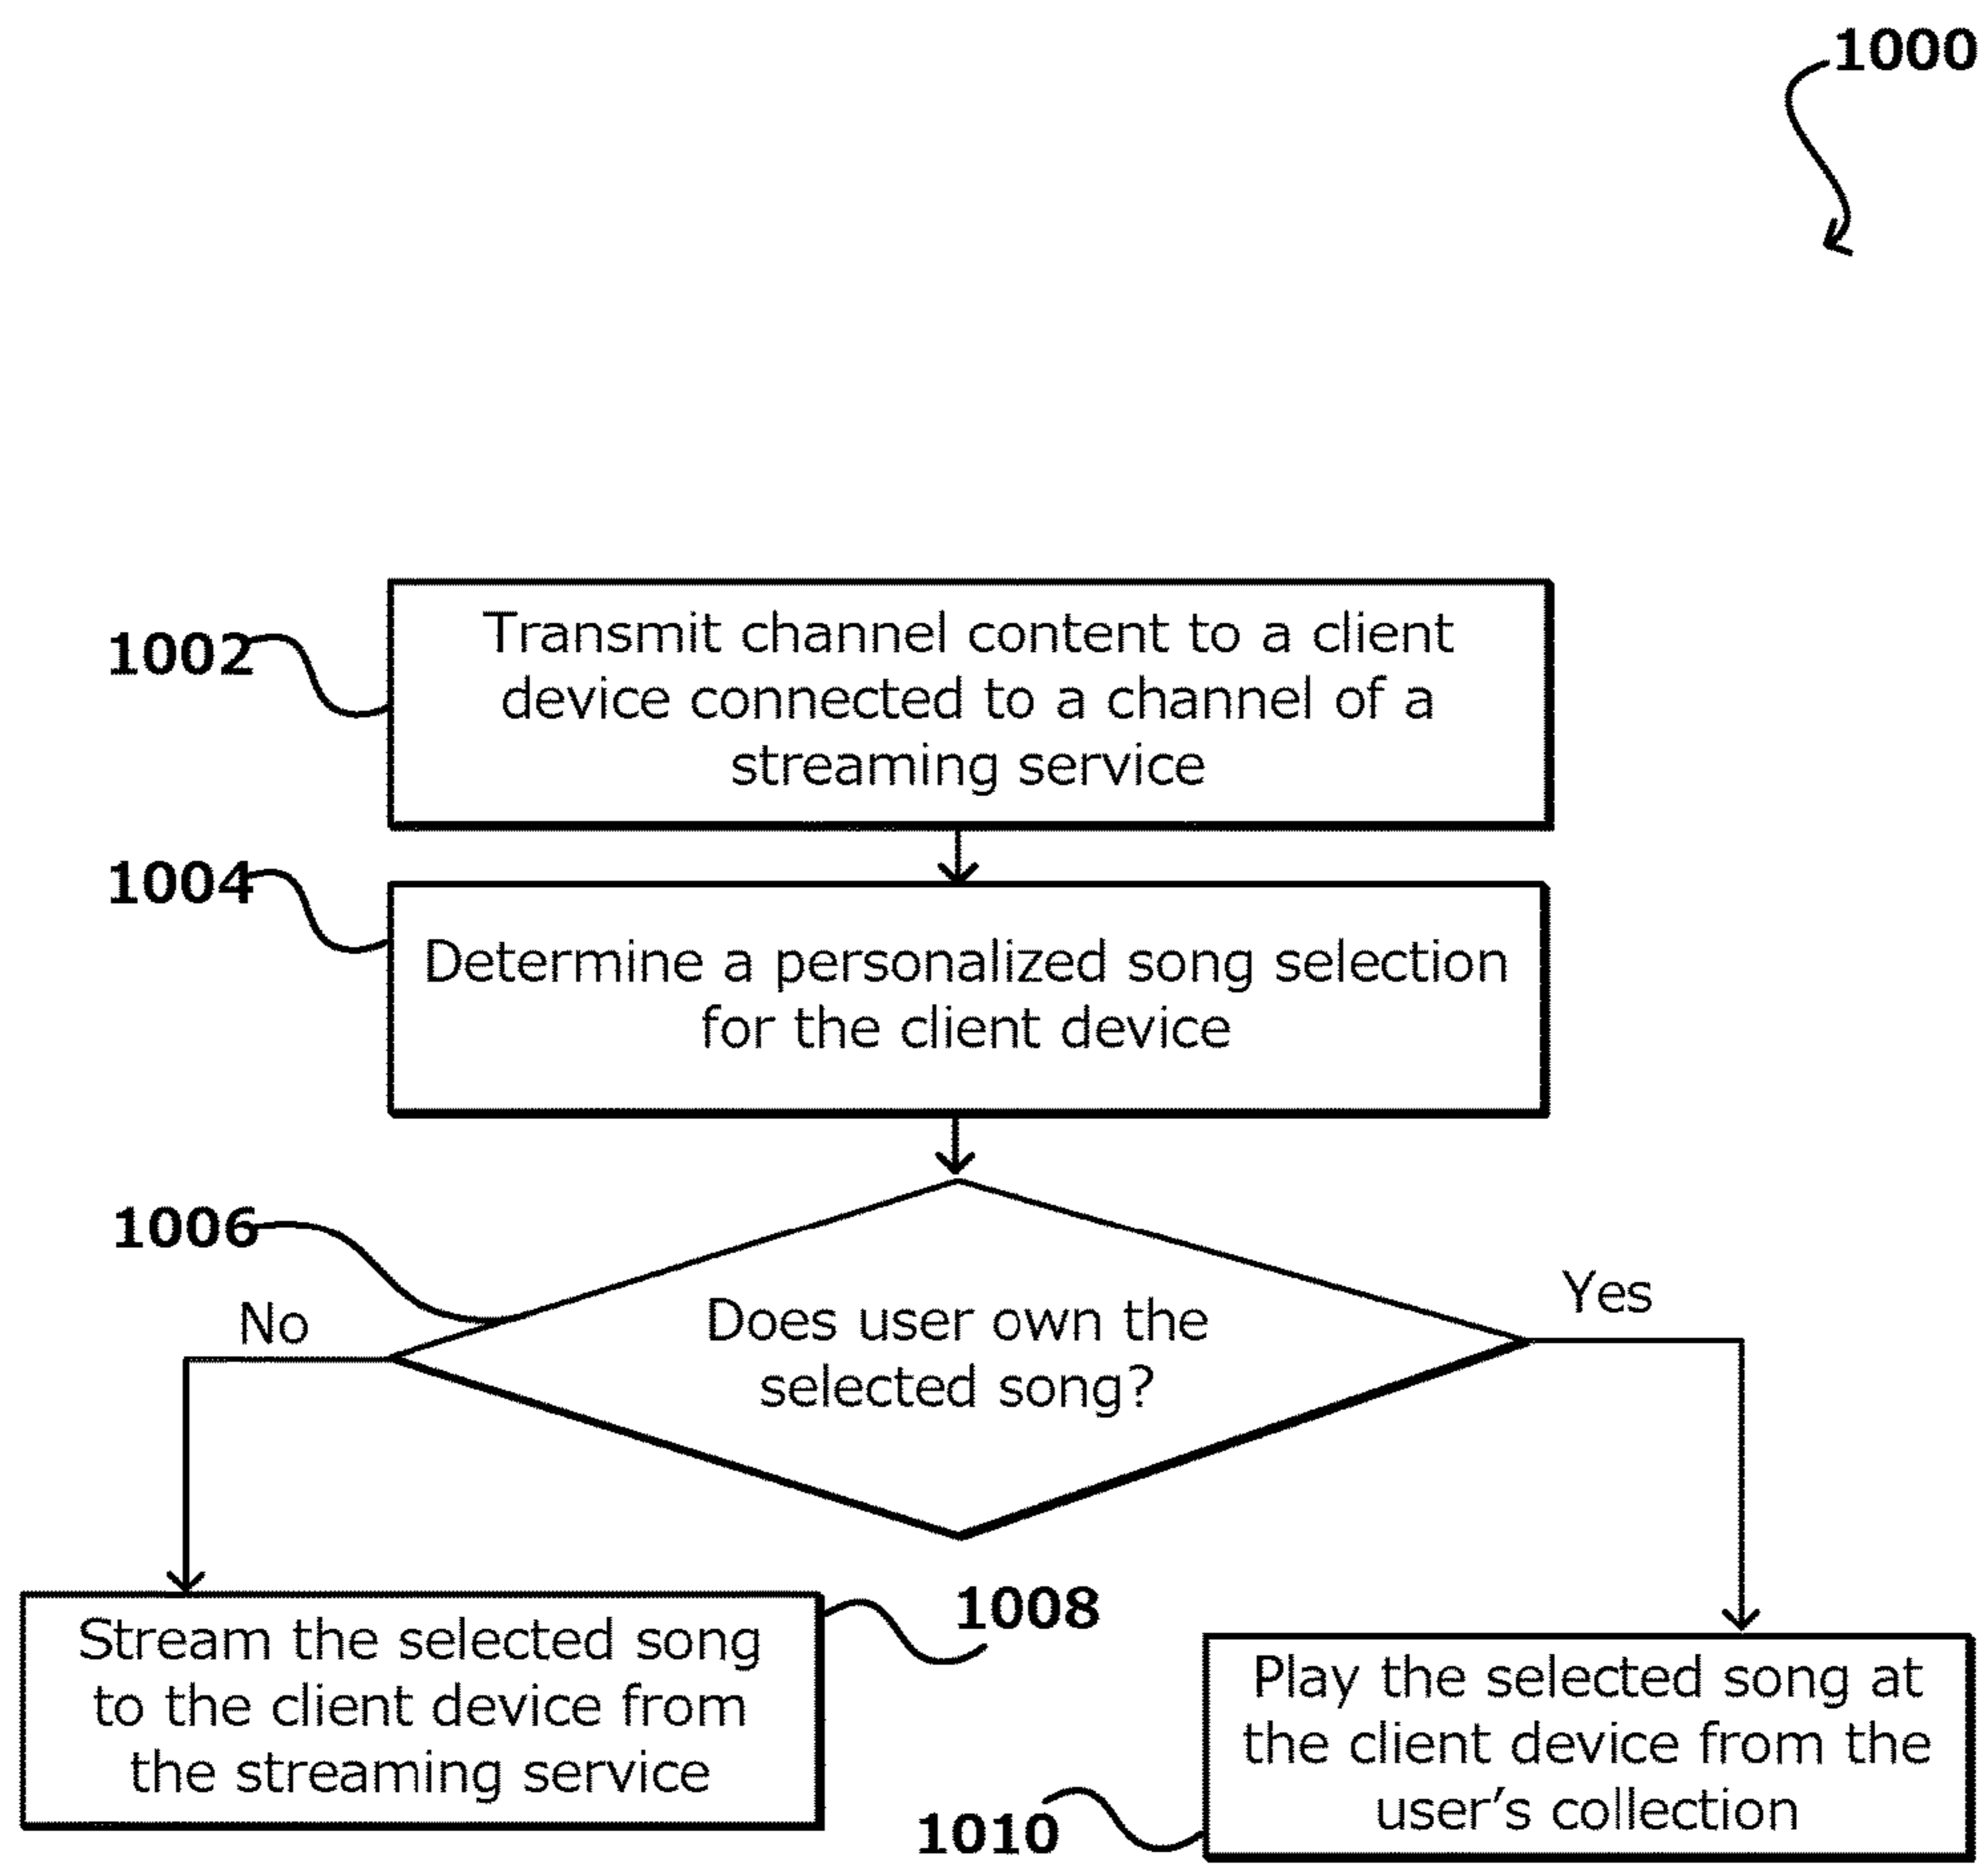 1000
1002
Transmit channel content to a client
device connected to a channel of a
streaming service
1004
Determine a personalized song selection
for the client device
1006
No
Does user own the
selected song?
Yes
Stream the selected song
to the client device from
the streaming service
1008
Play the selected song at
the client device from the
user's collection
1010